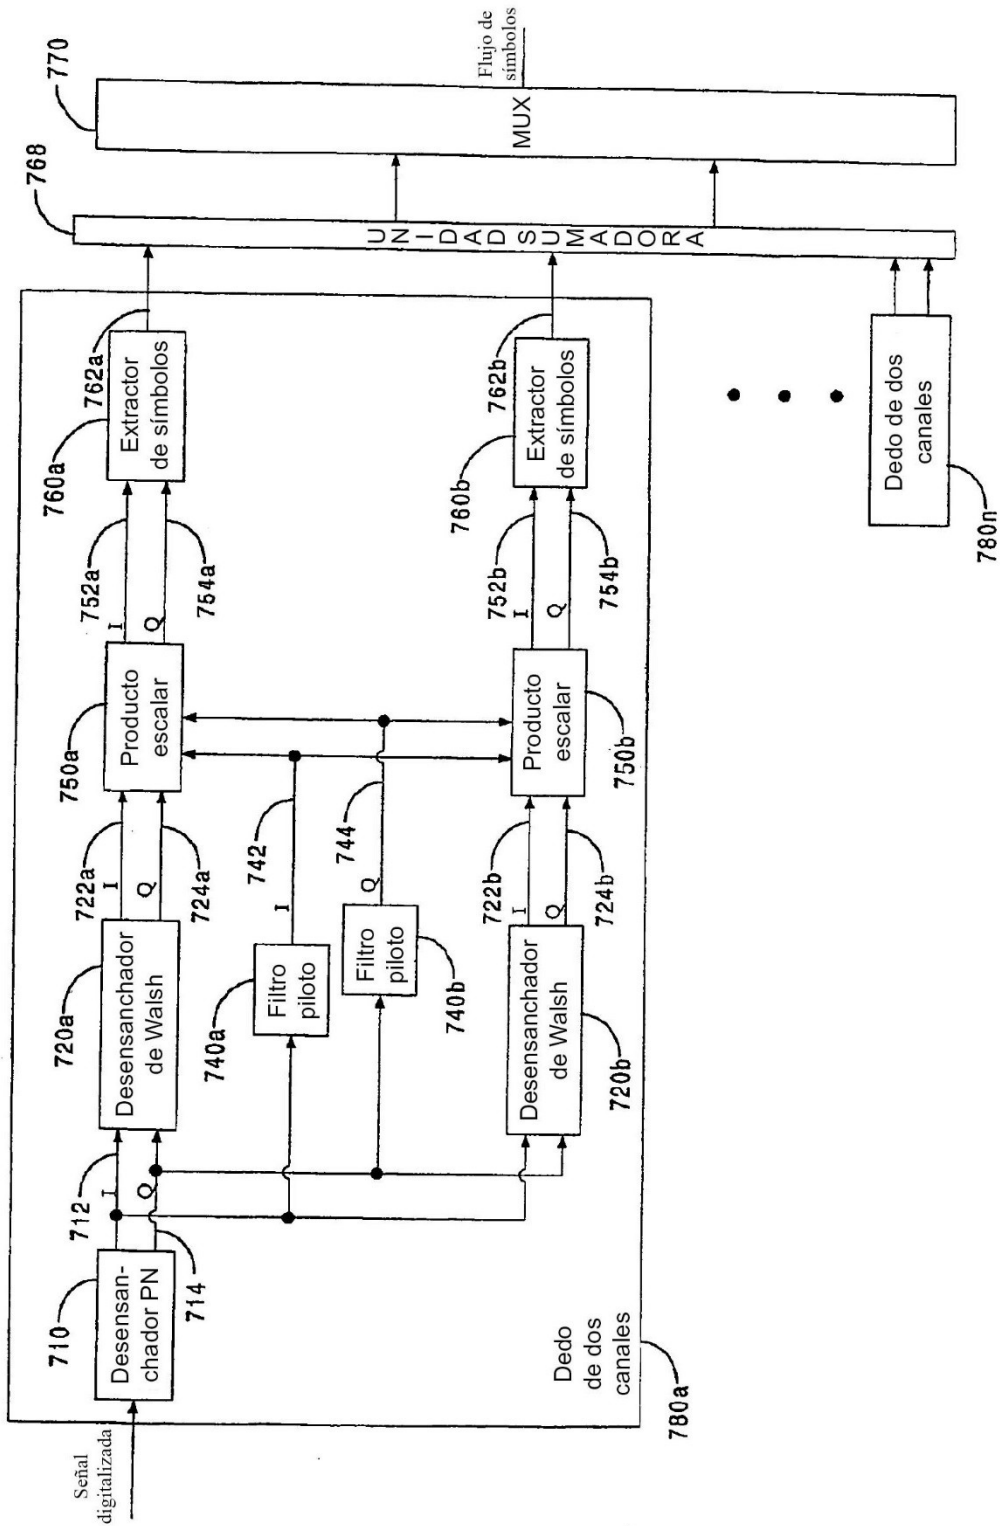 Señal
digitalizada
710
Desensan-
chador PN
712
I
Q
714
720a
Desensanchador
de Walsh
722a
I
Q
724a
750a
Producto
escalar
752a
I
Q
754a
760a
Extractor
de símbolos
762a
740a
Filtro
piloto
I
742
Filtro
piloto
740b
Q
744
Desensanchador
de Walsh
720b
722b
I
Q
724b
Producto
escalar
750b
752b
I
Q
754b
760b
Extractor
de símbolos
762b
Dedo
de dos
canales
780a
Dedo de dos
canales
780n
768
UNIDAD SUMADORA
770
MUX
Flujo de
símbolos